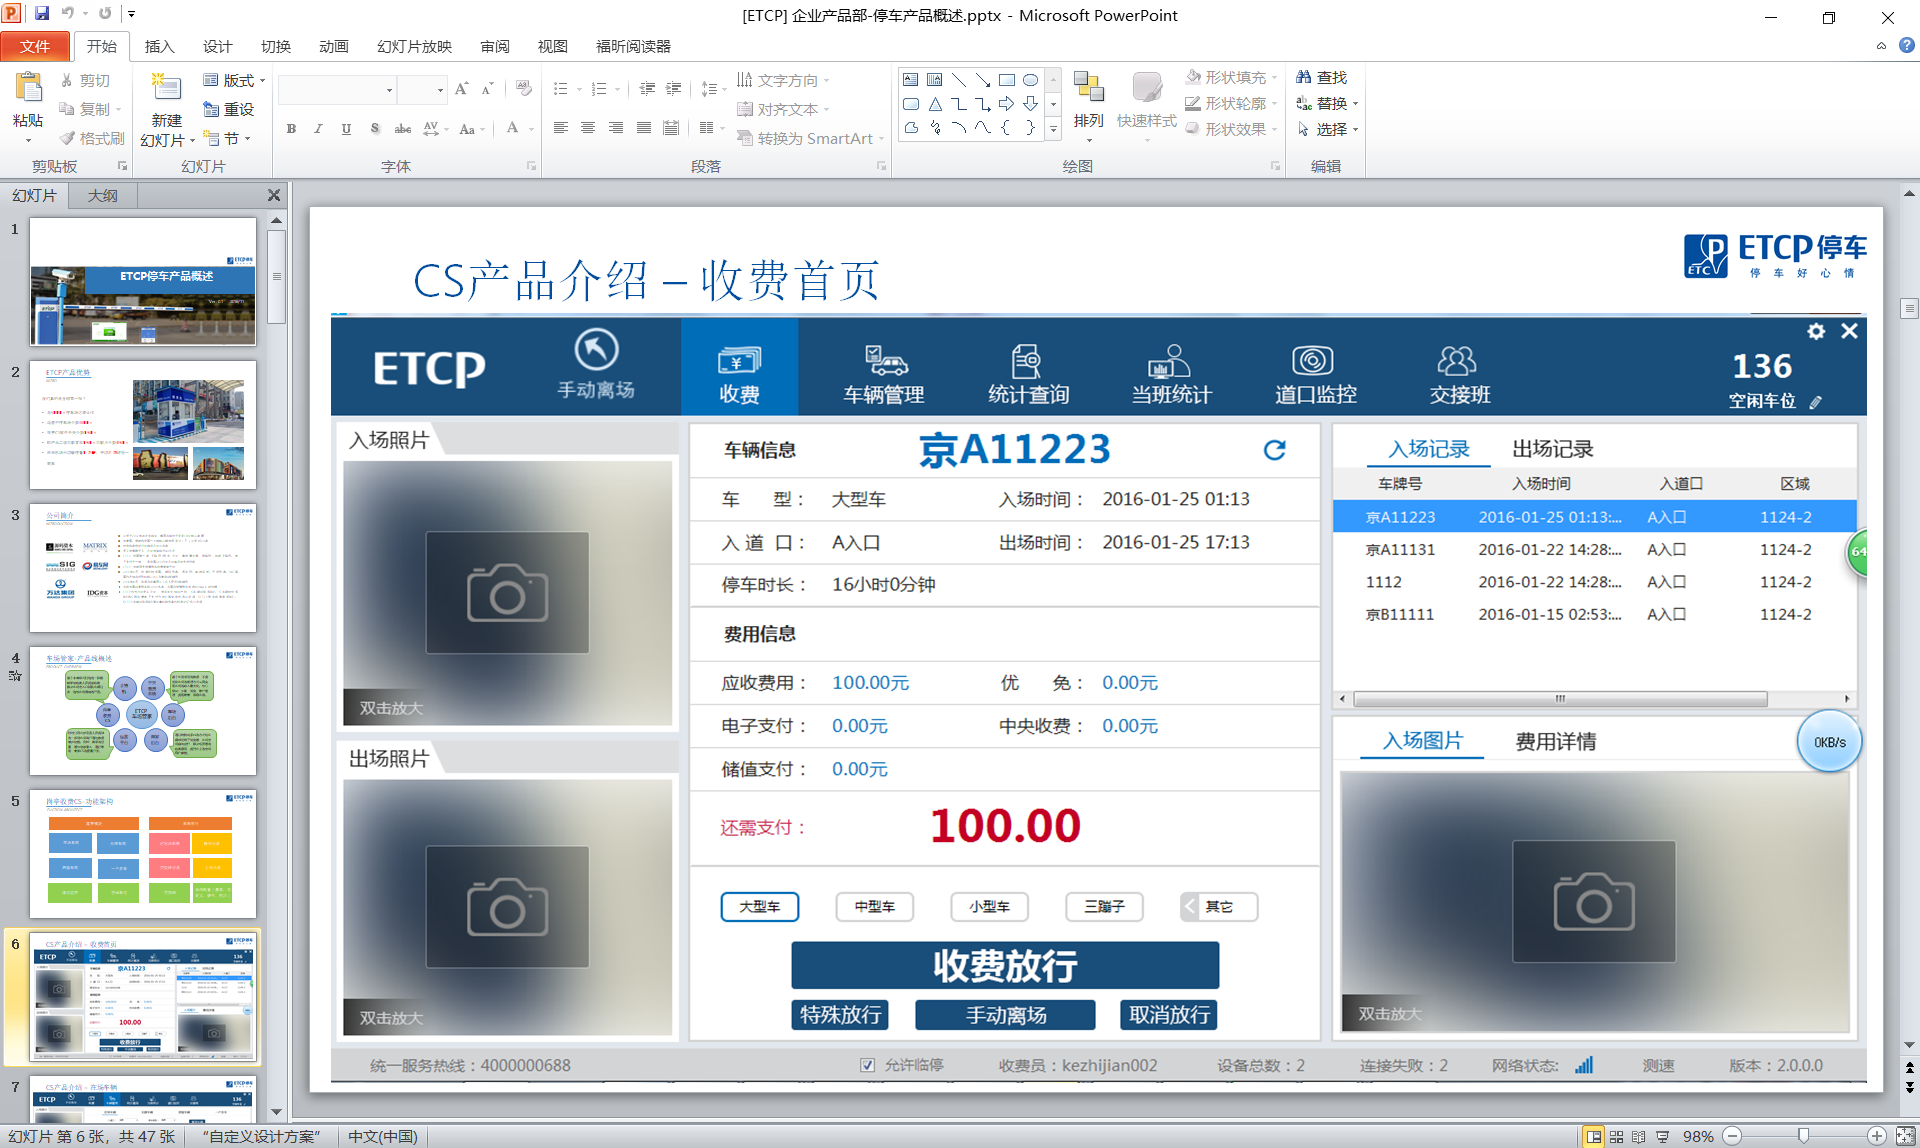 [ETCP] 企业产品部-停车产品概述.pptx - Microsoft PowerPoint
文件 开始 插入 设计 切换 动画 幻灯片放映 审阅 视图 福昕阅读器
粘贴 剪切 复制 格式刷 剪贴板
新建幻灯片 版式 重设 节 幻灯片
字体
文字方向 对齐文本 转换为 SmartArt 段落
排列 快速样式 形状填充 形状轮廓 形状效果 绘图
查找 替换 选择 编辑
幻灯片 大纲
1
ETCP停车产品概述
2
ETCP产品优势
3
公司简介
4
车场管家-产品线概述
5
岗亭收费CS-功能架构
6
CS产品介绍 – 收费首页
7
CS产品介绍 – 在场车辆
CS产品介绍 – 收费首页
ETCP停车
停车好心情
ETCP 手动离场 收费 车辆管理 统计查询 当班统计 道口监控 交接班
136
空闲车位
入场照片
双击放大
出场照片
双击放大
车辆信息 京A11223
车 型： 大型车 入场时间： 2016-01-25 01:13
入 道 口： A入口 出场时间： 2016-01-25 17:13
停车时长： 16小时0分钟
费用信息
应收费用： 100.00元 优 免： 0.00元
电子支付： 0.00元 中央收费： 0.00元
储值支付： 0.00元
还需支付： 100.00
大型车 中型车 小型车 三蹦子 其它
收费放行
特殊放行 手动离场 取消放行
入场记录 出场记录
车牌号 入场时间 入道口 区域
京A11223 2016-01-25 01:13:... A入口 1124-2
京A11131 2016-01-22 14:28:... A入口 1124-2
1112 2016-01-22 14:28:... A入口 1124-2
京B11111 2016-01-15 02:53:... A入口 1124-2
64
入场图片 费用详情
0KB/s
双击放大
统一服务热线：4000000688 允许临停 收费员：kezhijian002 设备总数：2 连接失败：2 网络状态: 测速 版本：2.0.0.0
幻灯片 第 6 张，共 47 张 "自定义设计方案" 中文(中国) 98%